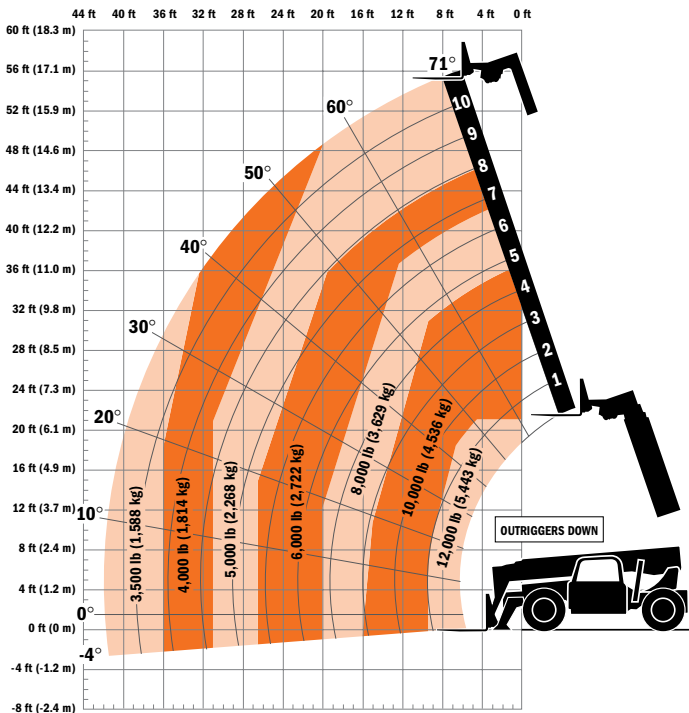 44 ft 40 ft 36 ft 32 ft 28 ft 24 ft 20 ft 16 ft 12 ft 8 ft 4 ft 0 ft
60 ft (18.3 m)
56 ft (17.1 m)
52 ft (15.9 m)
48 ft (14.6 m)
44 ft (13.4 m)
40 ft (12.2 m)
36 ft (11.0 m)
32 ft (9.8 m)
28 ft (8.5 m)
24 ft (7.3 m)
20 ft (6.1 m)
16 ft (4.9 m)
12 ft (3.7 m)
8 ft (2.4 m)
4 ft (1.2 m)
0 ft (0 m)
-4 ft (-1.2 m)
-8 ft (-2.4 m)
71°
60°
50°
40°
30°
20°
10°
0°
-4°
10
9
8
7
6
5
4
3
2
1
3,500 lb (1,588 kg)
4,000 lb (1,814 kg)
5,000 lb (2,268 kg)
6,000 lb (2,722 kg)
8,000 lb (3,629 kg)
10,000 lb (4,536 kg)
12,000 lb (5,443 kg)
OUTRIGGERS DOWN